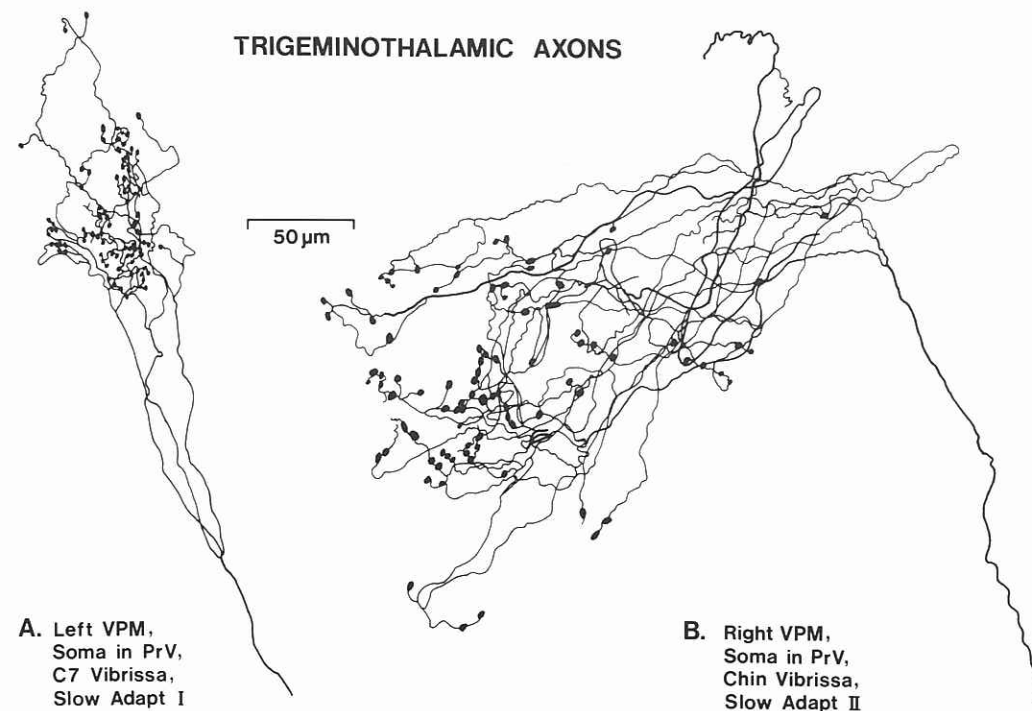 TRIGEMINOTHALAMIC AXONS
50 μm
A. Left VPM,
Soma in PrV,
C7 Vibrissa,
Slow Adapt I
B. Right VPM,
Soma in PrV,
Chin Vibrissa,
Slow Adapt II